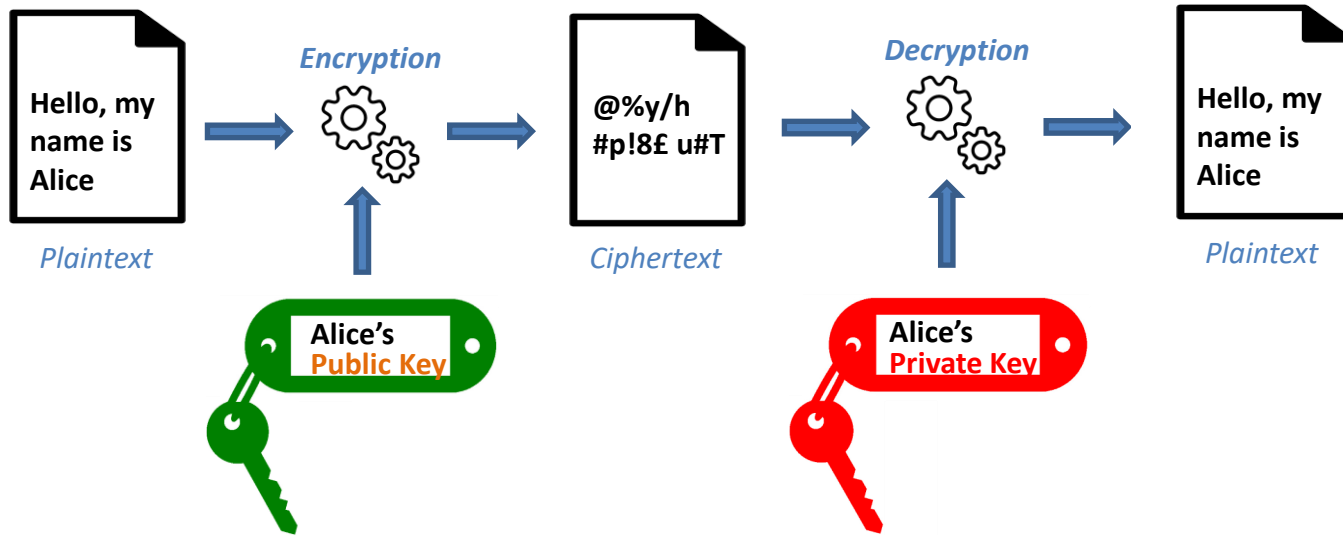 Hello, my
name is
Alice
Plaintext
Encryption
Alice’s
Public Key
@%y/h
#p!8£ u#T
Ciphertext
Decryption
Alice’s
Private Key
Hello, my
name is
Alice
Plaintext